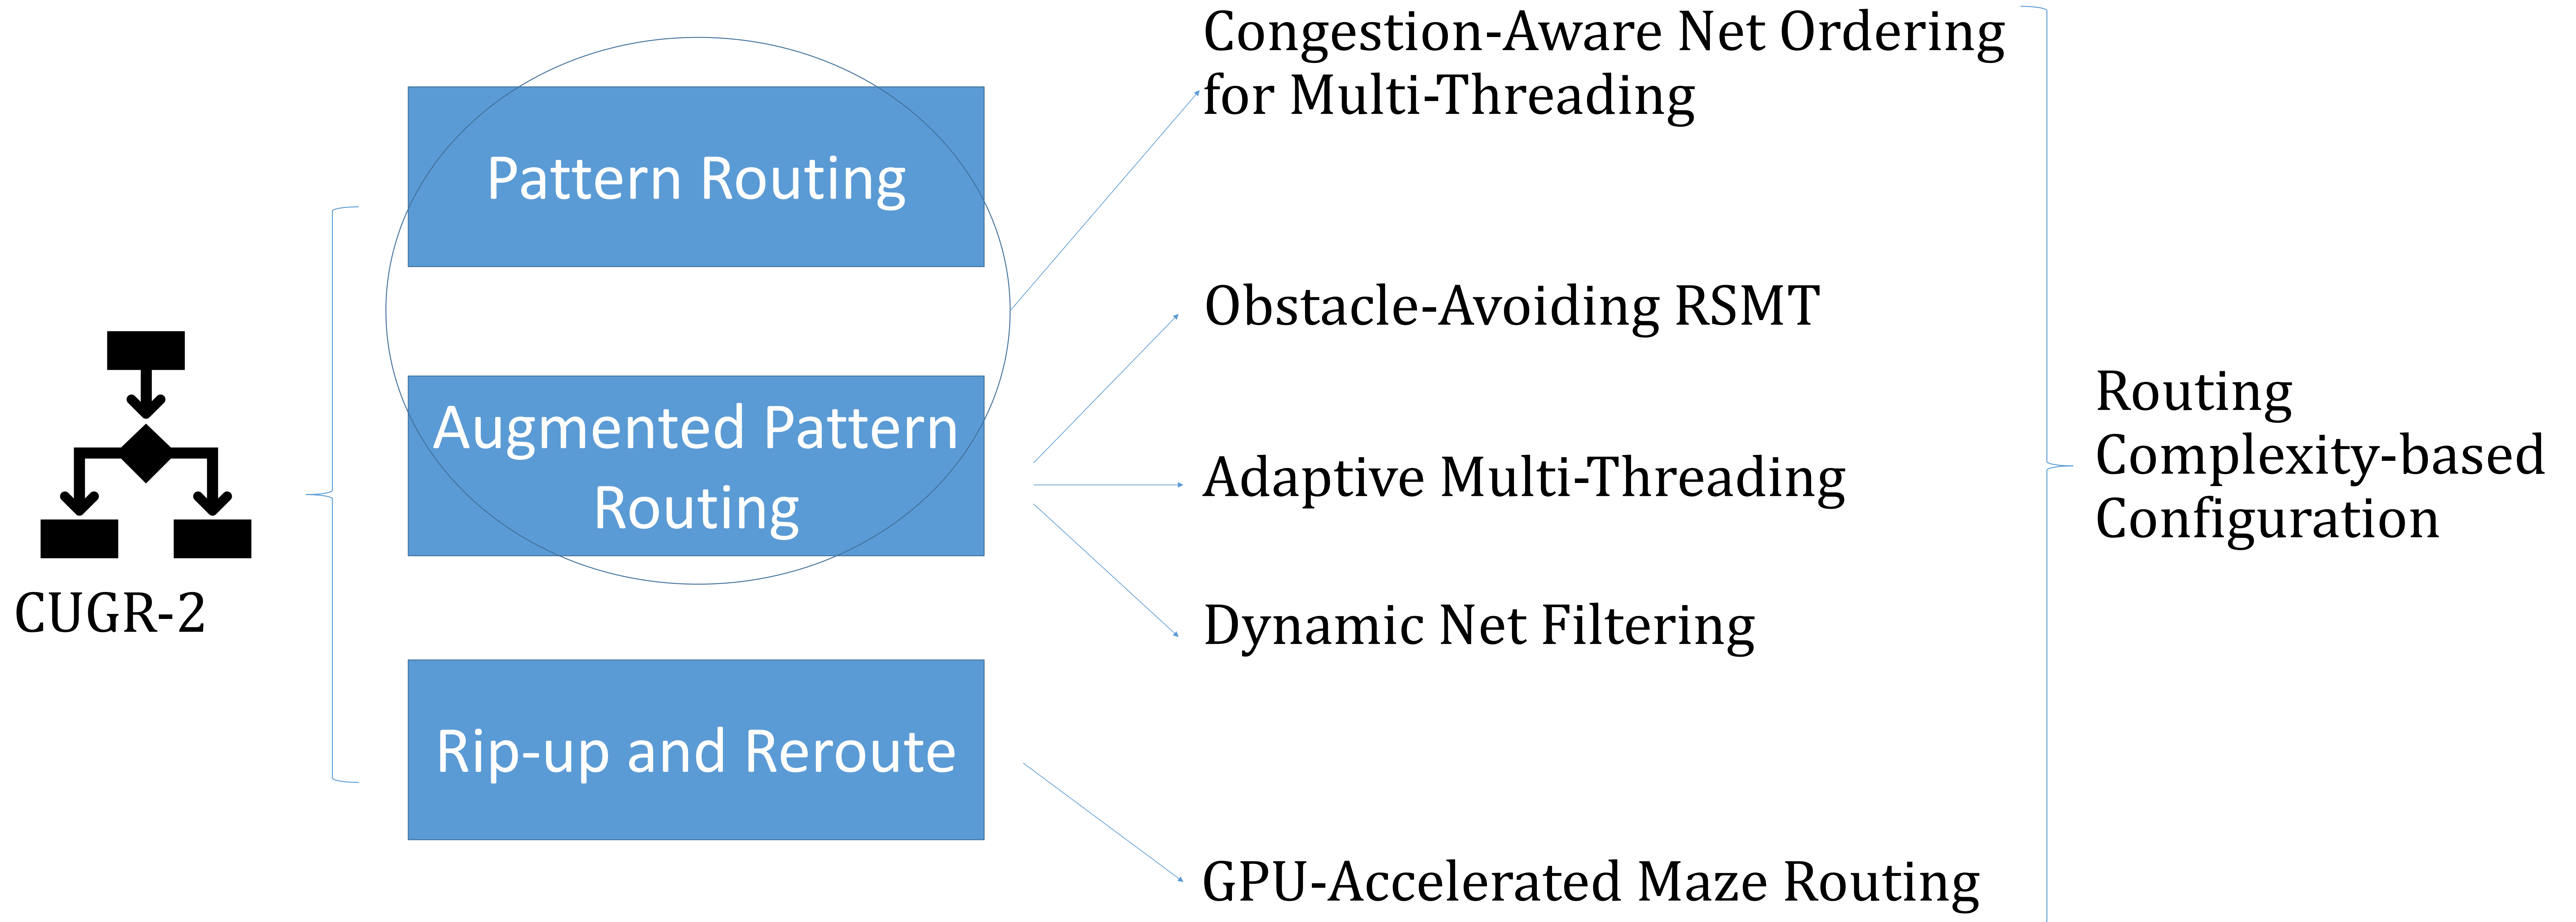 CUGR-2
Pattern Routing
Augmented Pattern
Routing
Rip-up and Reroute
Congestion-Aware Net Ordering
for Multi-Threading
Obstacle-Avoiding RSMT
Adaptive Multi-Threading
Dynamic Net Filtering
GPU-Accelerated Maze Routing
Routing
Complexity-based
Configuration